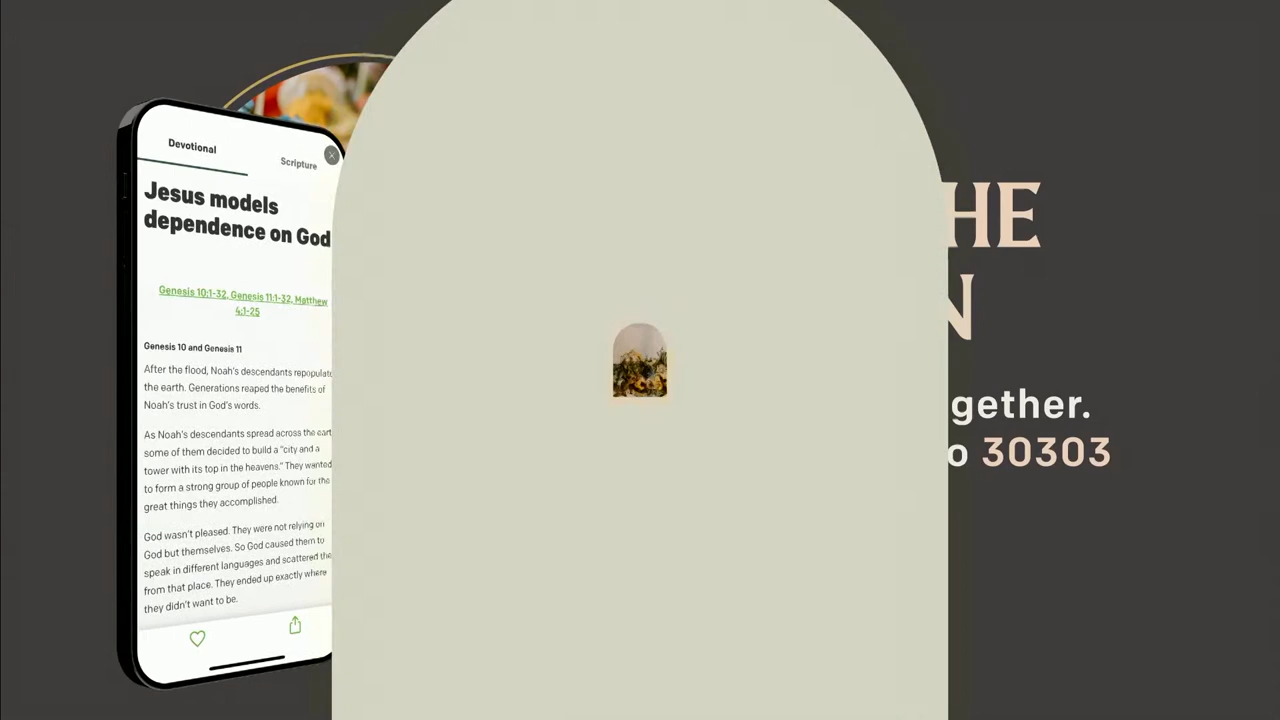 Devotional
Scripture
Jesus models
dependence on God
Genesis 10:1-32, Genesis 11:1-32, Matthew
4:1-25
Genesis 10 and Genesis 11
After the flood, Noah's descendants repopulate
the earth. Generations reaped the benefits of
Noah's trust in God's words.
As Noah's descendants spread across the eart
some of them decided to build a "city and a
tower with its top in the heavens." They wanted
to form a strong group of people known for the
great things they accomplished.
God wasn't pleased. They were not relying on
God but themselves. So God caused them to
speak in different languages and scattered the
from that place. They ended up exactly where
they didn't want to be.
HE
N
gether.
o 30303